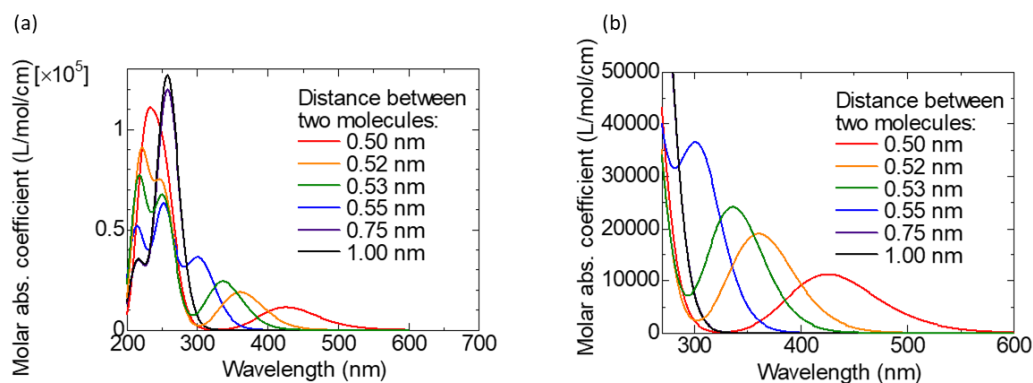 (a)
[×10⁵]
Molar abs. coefficient (L/mol/cm)
1
0.5
0
200 300 400 500 600 700
Wavelength (nm)
Distance between
two molecules:
0.50 nm
0.52 nm
0.53 nm
0.55 nm
0.75 nm
1.00 nm
(b)
Molar abs. coefficient (L/mol/cm)
50000
40000
30000
20000
10000
0
300 400 500 600
Wavelength (nm)
Distance between
two molecules:
0.50 nm
0.52 nm
0.53 nm
0.55 nm
0.75 nm
1.00 nm